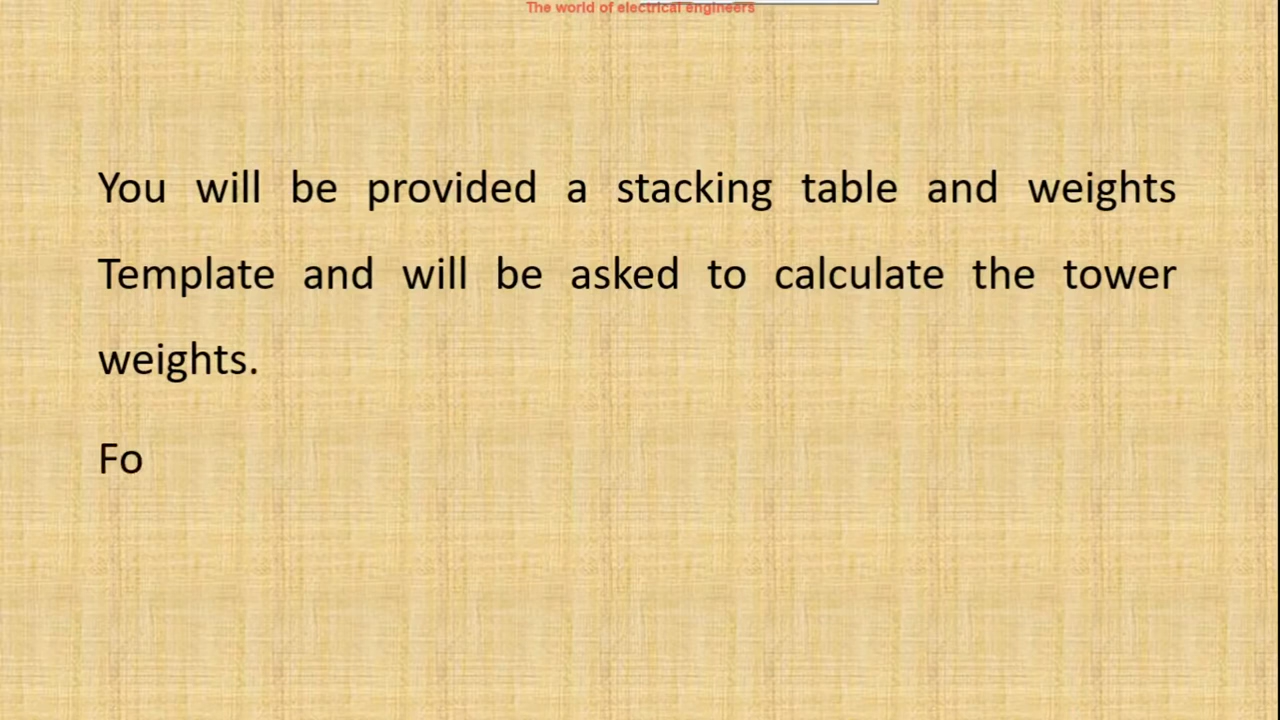 The world of electrical engineers
You will be provided a stacking table and weights
Template and will be asked to calculate the tower
weights.
Fo